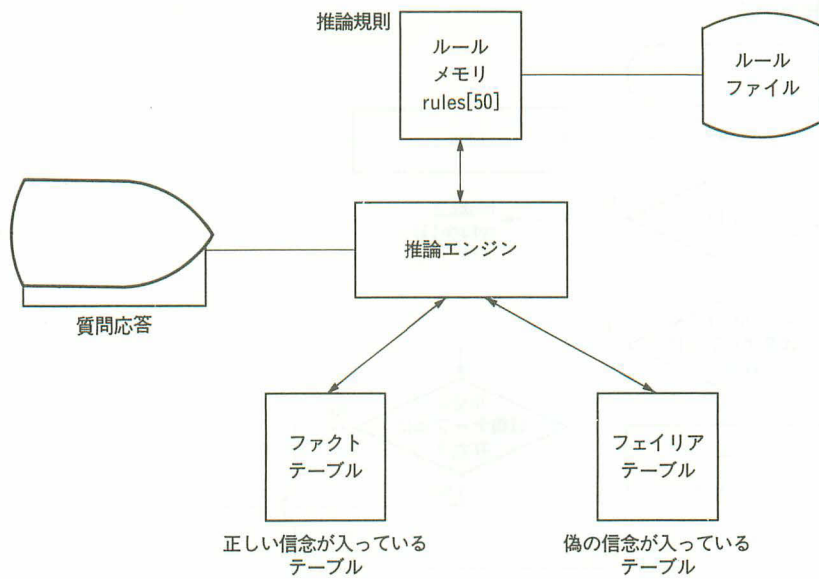 推論規則
ルール
メモリ
rules[50]
ルール
ファイル
推論エンジン
質問応答
ファクト
テーブル
フェイリア
テーブル
正しい信念が入っている
テーブル
偽の信念が入っている
テーブル